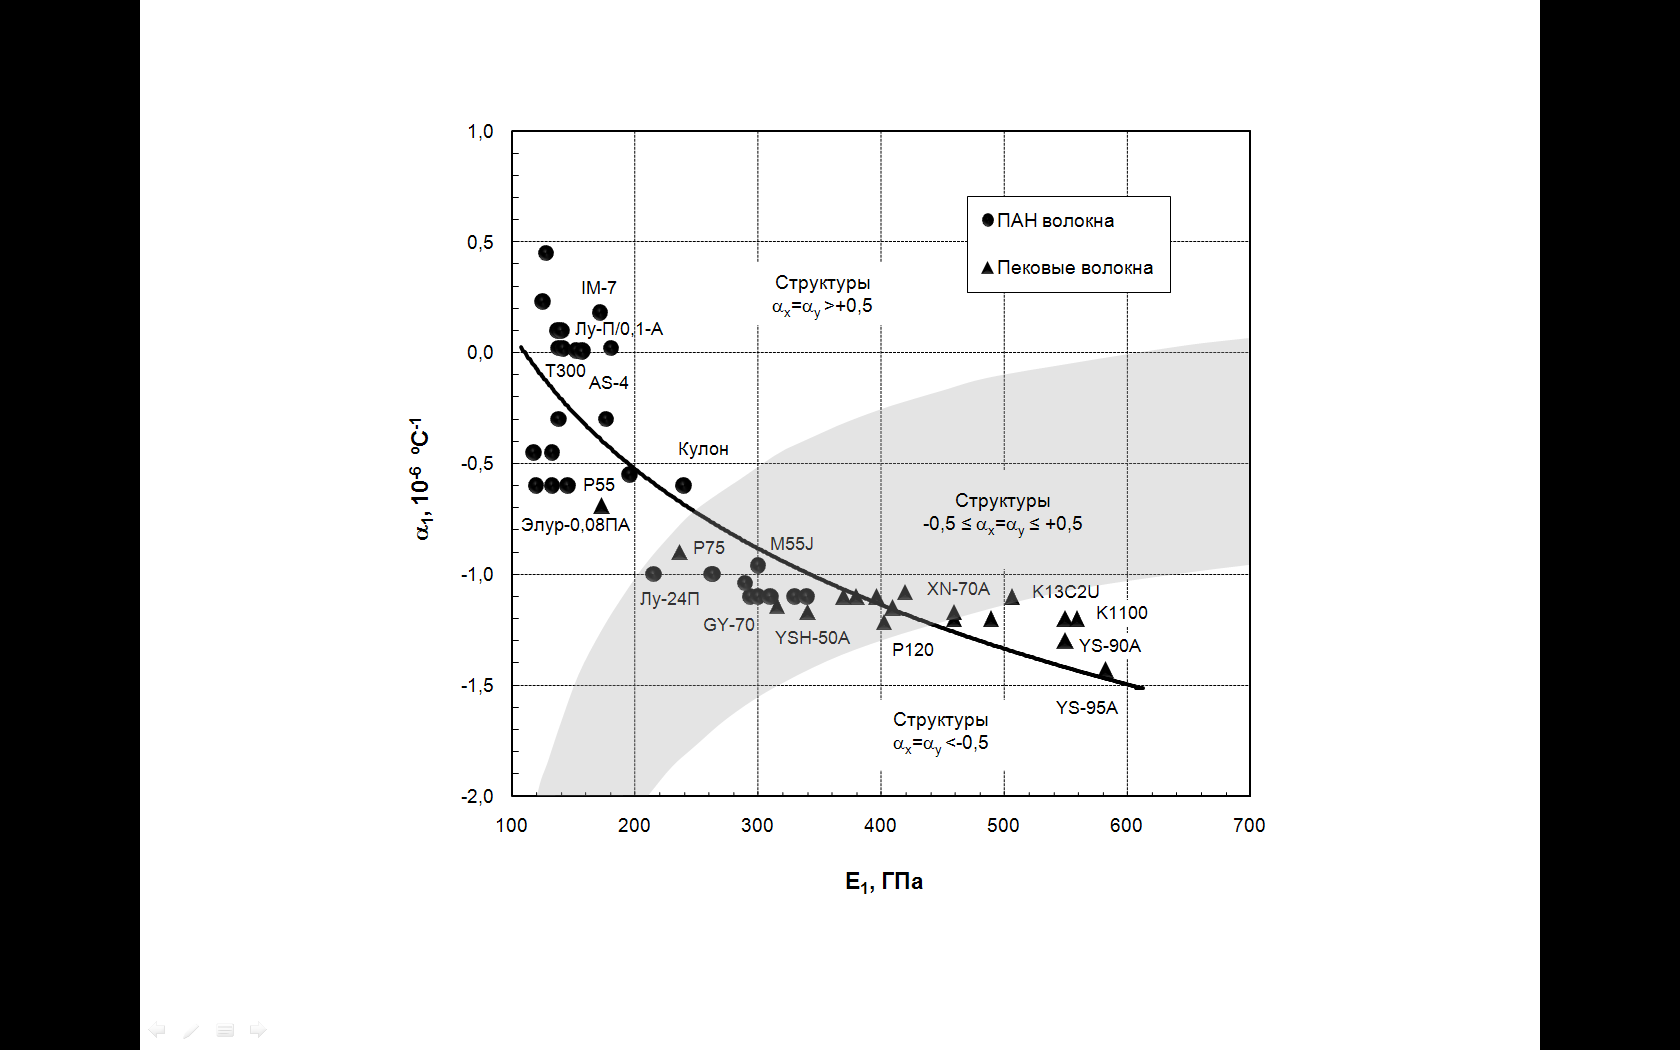 1,0
0,5
0,0
-0,5
-1,0
-1,5
-2,0
α1, 10-6 ºC-1
ПАН волокна
Пековые волокна
Структуры
αx=αy >+0,5
IM-7
Лу-П/0,1-А
T300
AS-4
Кулон
P55
Элур-0,08ПА
Структуры
-0,5 ≤ αx=αy ≤ +0,5
P75
M55J
Лу-24П
GY-70
YSH-50A
XN-70A
K13C2U
K1100
P120
YS-90A
YS-95A
Структуры
αx=αy <-0,5
100
200
300
400
500
600
700
E1, ГПа